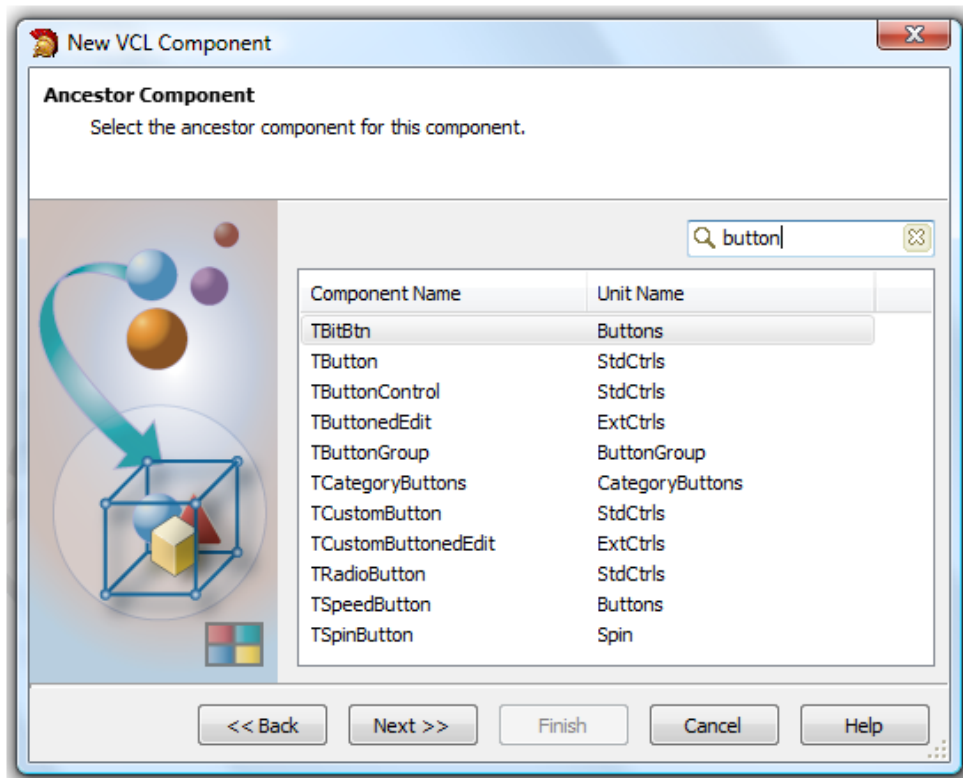 New VCL Component
Ancestor Component
Select the ancestor component for this component.
button
Component Name Unit Name
TBitBtn Buttons
TButton StdCtrls
TButtonControl StdCtrls
TButtonedEdit ExtCtrls
TButtonGroup ButtonGroup
TCategoryButtons CategoryButtons
TCustomButton StdCtrls
TCustomButtonedEdit ExtCtrls
TRadioButton StdCtrls
TSpeedButton Buttons
TSpinButton Spin
<< Back Next >> Finish Cancel Help